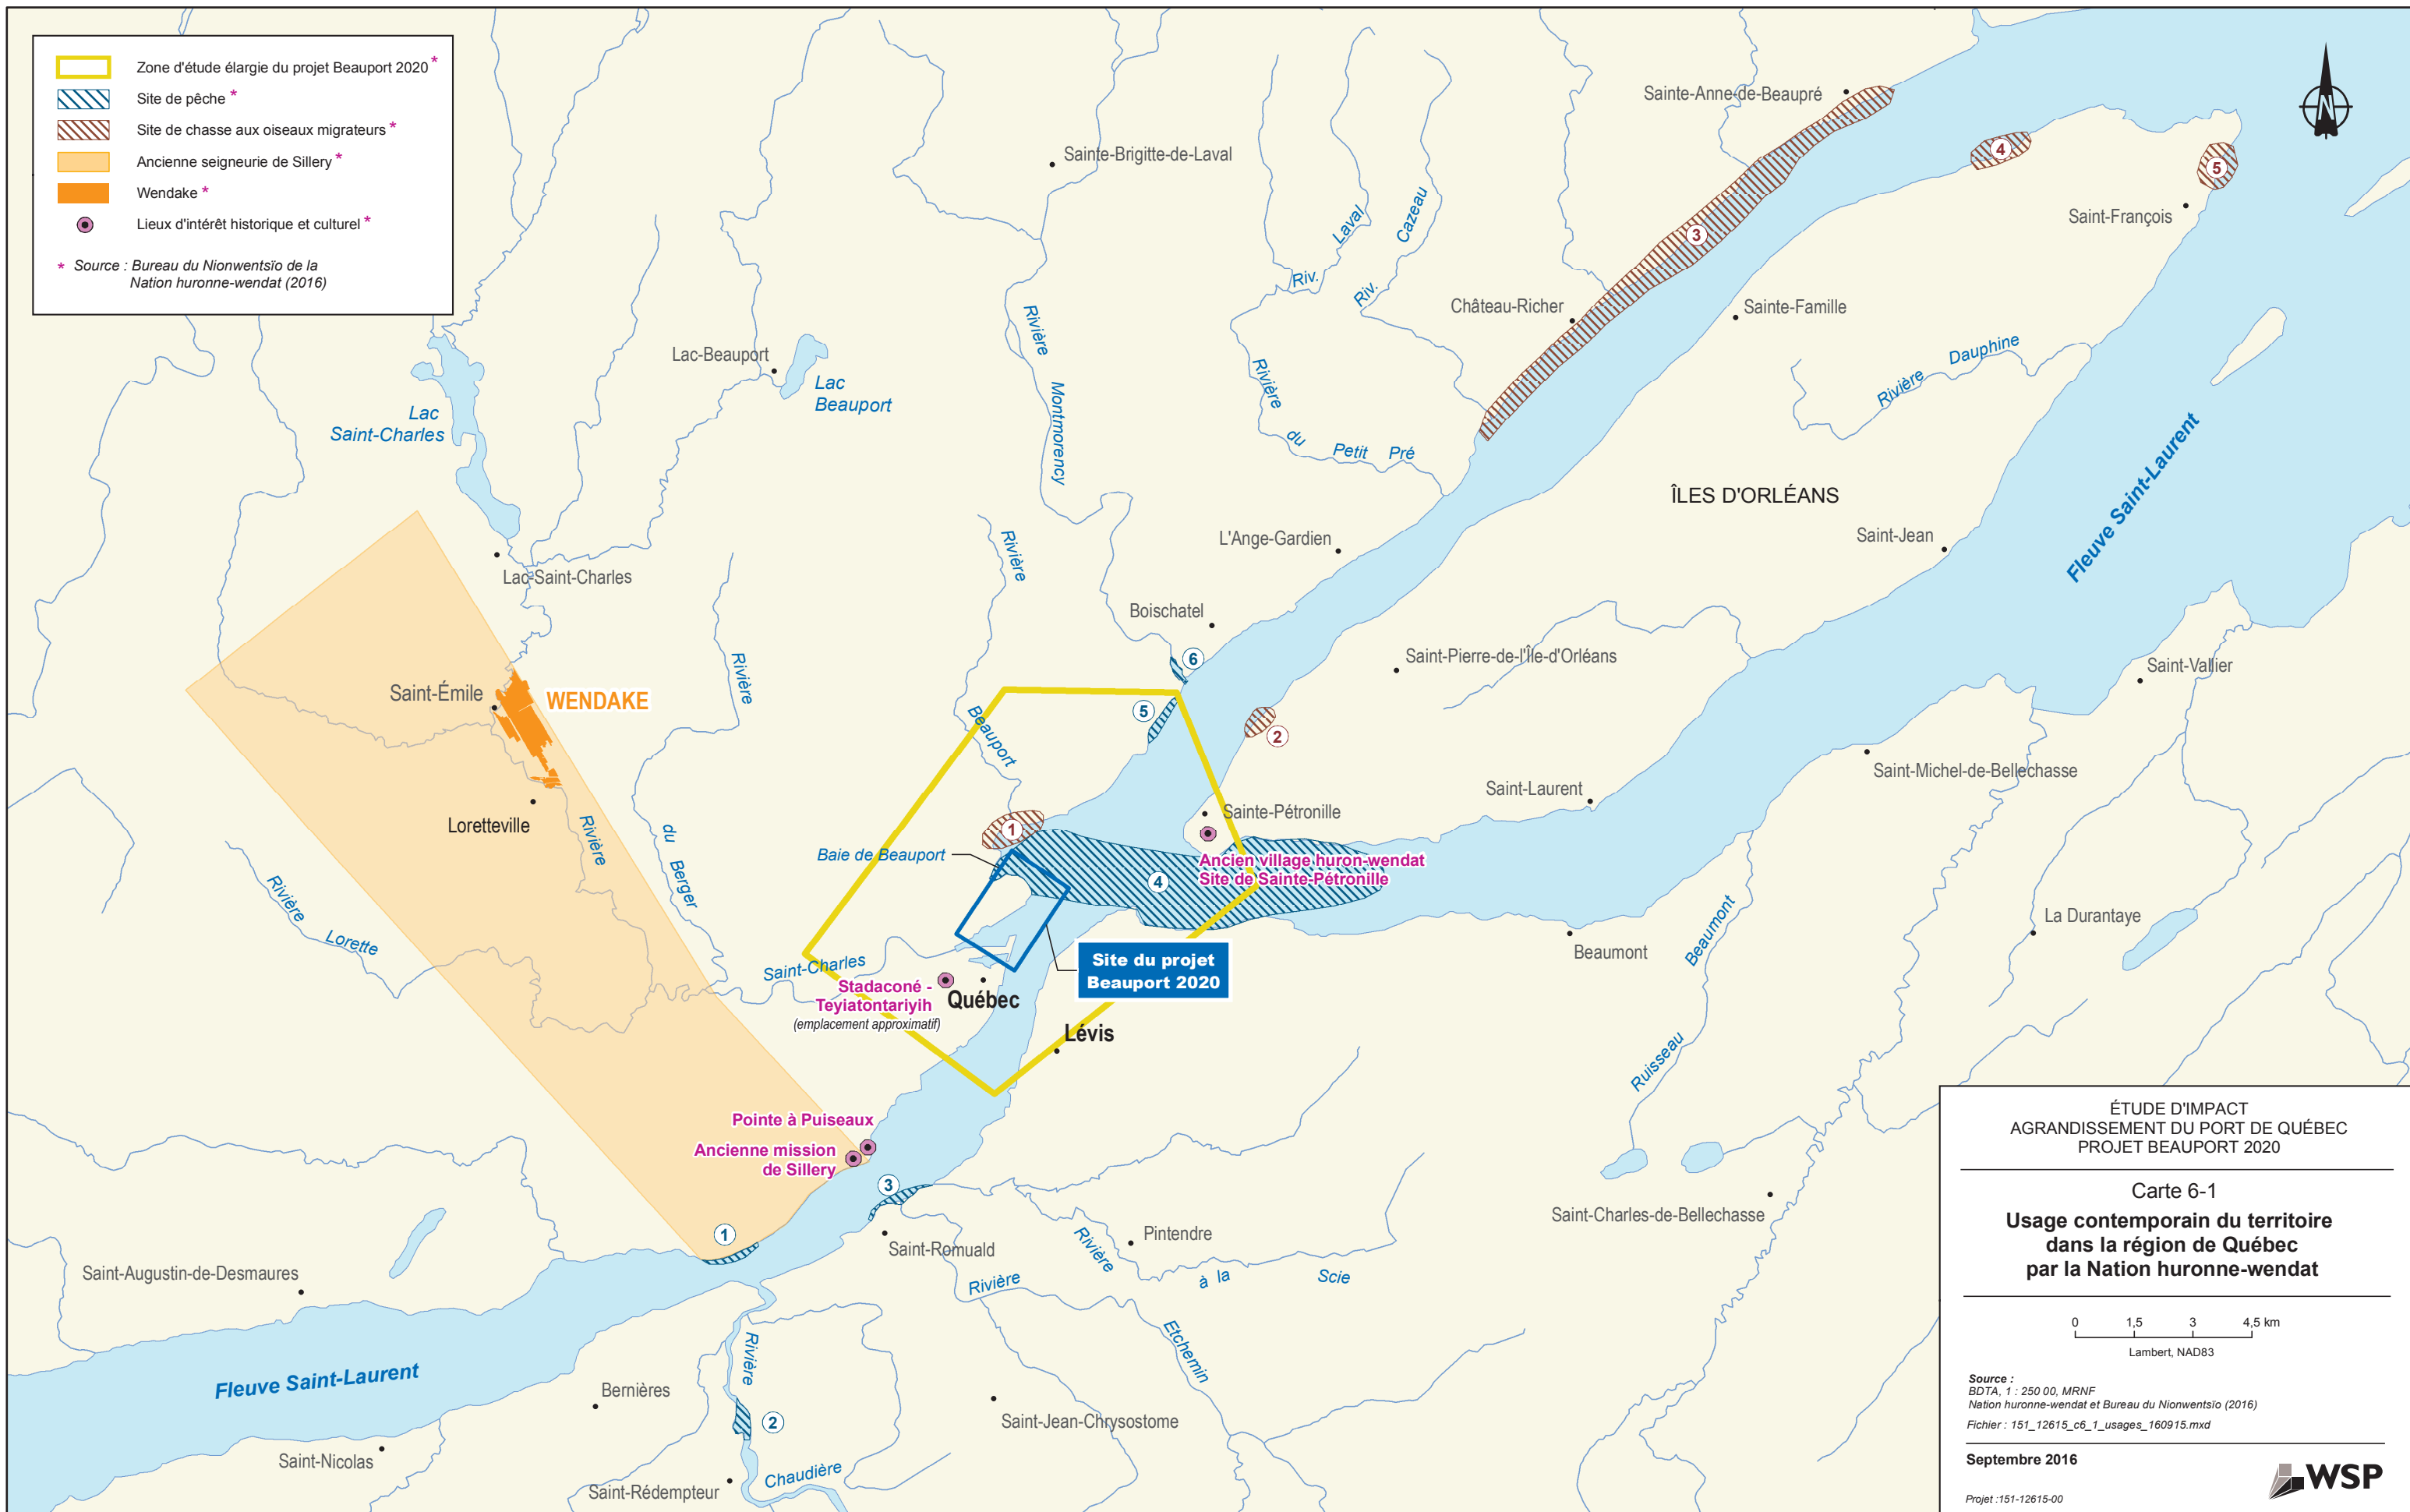 Zone d'étude élargie du projet Beauport 2020 *
Site de pêche *
Site de chasse aux oiseaux migrateurs *
Ancienne seigneurie de Sillery *
Wendake *
Lieux d'intérêt historique et culturel *
* Source : Bureau du Nionwentsïo de la
Nation huronne-wendat (2016)
N
Sainte-Anne-de-Beaupré
4
5
Saint-François
Sainte-Brigitte-de-Laval
Laval
Cazeau
Riv.
Riv.
3
Château-Richer
Sainte-Famille
Rivière
Montmorency
Lac-Beauport
Lac
Beauport
Lac
Saint-Charles
Rivière
du
Petit Pré
Rivière
Dauphine
Fleuve Saint-Laurent
ÎLES D'ORLÉANS
Saint-Jean
L'Ange-Gardien
Lac-Saint-Charles
Rivière
Beauport
Boischatel
6
5
2
Saint-Pierre-de-l'Île-d'Orléans
Saint-Vallier
Saint-Émile
WENDAKE
Rivière
du
Berger
Loretteville
Rivière
Saint-Charles
Saint-Laurent
Saint-Michel-de-Bellechasse
Sainte-Pétronille
1
Baie de Beauport
4
Ancien village huron-wendat
Site de Sainte-Pétronille
Rivière
Lorette
La Durantaye
Beaumont
Ruisseau
Beaumont
Site du projet
Beauport 2020
Stadaconé -
Teyiatontariyih
(emplacement approximatif)
Québec
Lévis
Pointe à Puiseaux
Ancienne mission
de Sillery
3
1
Saint-Romuald
Pintendre
Rivière
à la
Scie
Rivière
Etchemin
Saint-Charles-de-Bellechasse
Saint-Augustin-de-Desmaures
Fleuve Saint-Laurent
Bernières
Rivière
Chaudière
2
Saint-Jean-Chrysostome
Saint-Nicolas
Saint-Rédempteur
ÉTUDE D'IMPACT
AGRANDISSEMENT DU PORT DE QUÉBEC
PROJET BEAUPORT 2020
Carte 6-1
Usage contemporain du territoire
dans la région de Québec
par la Nation huronne-wendat
0 1,5 3 4,5 km
Lambert, NAD83
Source :
BDTA, 1 : 250 00, MRNF
Nation huronne-wendat et Bureau du Nionwentsïo (2016)
Fichier : 151_12615_c6_1_usages_160915.mxd
Septembre 2016
Projet :151-12615-00
WSP